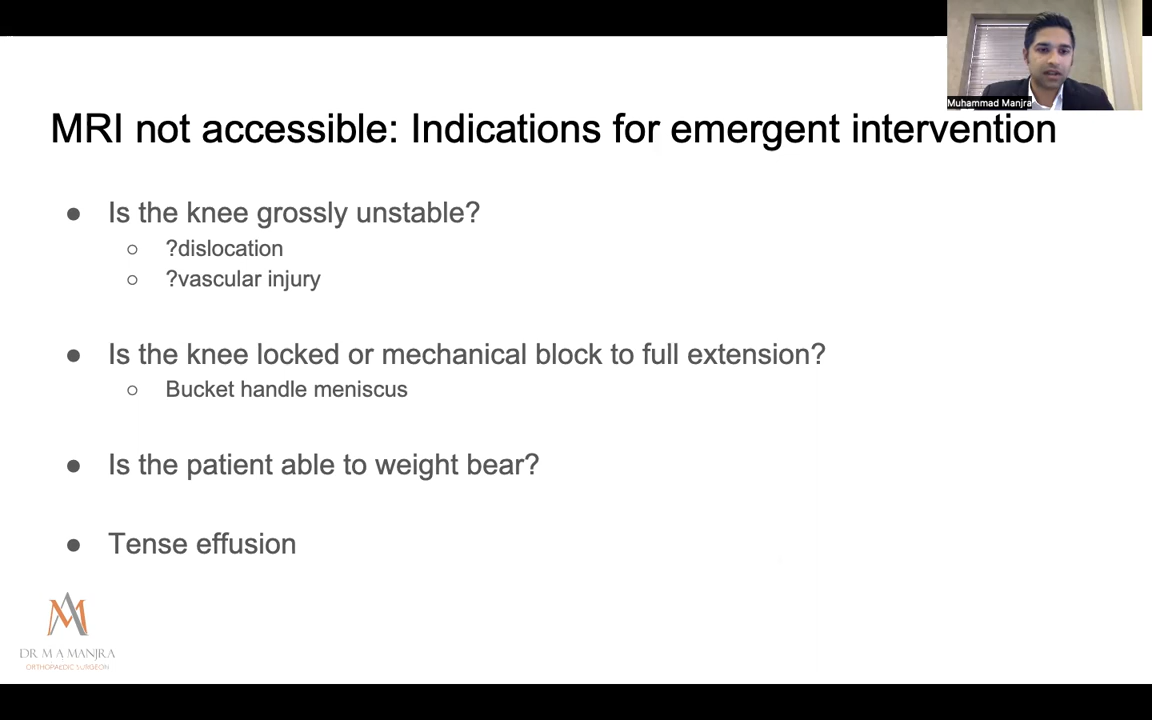 Muhammad Manjra
MRI not accessible: Indications for emergent intervention
● Is the knee grossly unstable?
○ ?dislocation
○ ?vascular injury
● Is the knee locked or mechanical block to full extension?
○ Bucket handle meniscus
● Is the patient able to weight bear?
● Tense effusion
DR M A MANJRA
ORTHOPAEDIC SURGEON